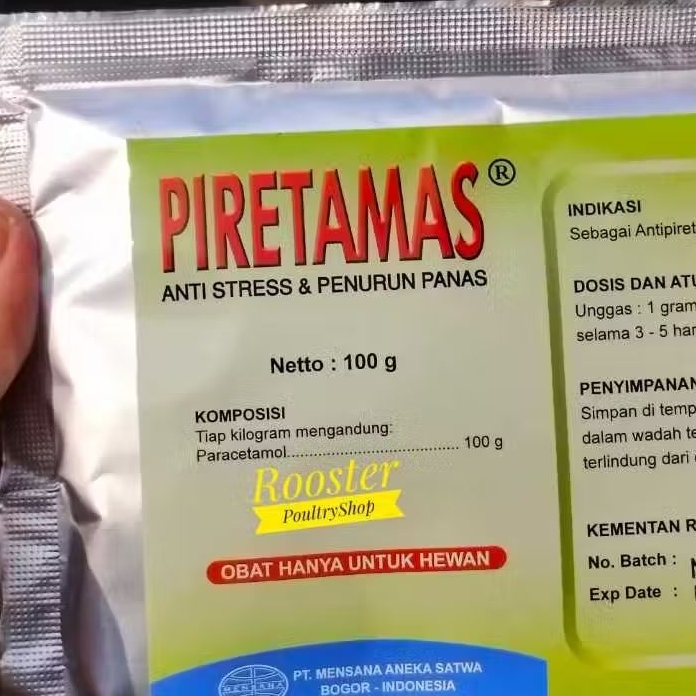 PIRETAMAS®
ANTI STRESS & PENURUN PANAS
Netto : 100 g
KOMPOSISI
Tiap kilogram mengandung:
Paracetamol........................................ 100 g
Rooster
PoultryShop
OBAT HANYA UNTUK HEWAN
MENSANA
PT. MENSANA ANEKA SATWA
BOGOR - INDONESIA
INDIKASI
Sebagai Antipiret
DOSIS DAN ATU
Unggas : 1 gram
selama 3 - 5 har
PENYIMPANAN
Simpan di temp
dalam wadah te
terlindung dari
KEMENTAN R
No. Batch :
Exp Date :